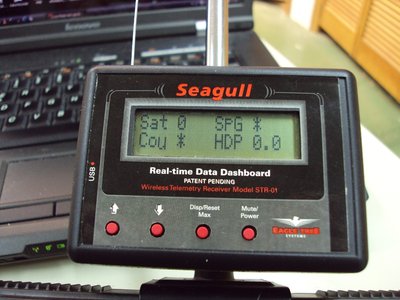 Seagull
Sat 0 SpG *
Cou * HDP 0.0
Real-time Data Dashboard
PATENT PENDING
Wireless Telemetry Receiver Model STR-01
USB
Disp/Reset
Max
Mute/
Power
EAGLE TREE
SYSTEMS